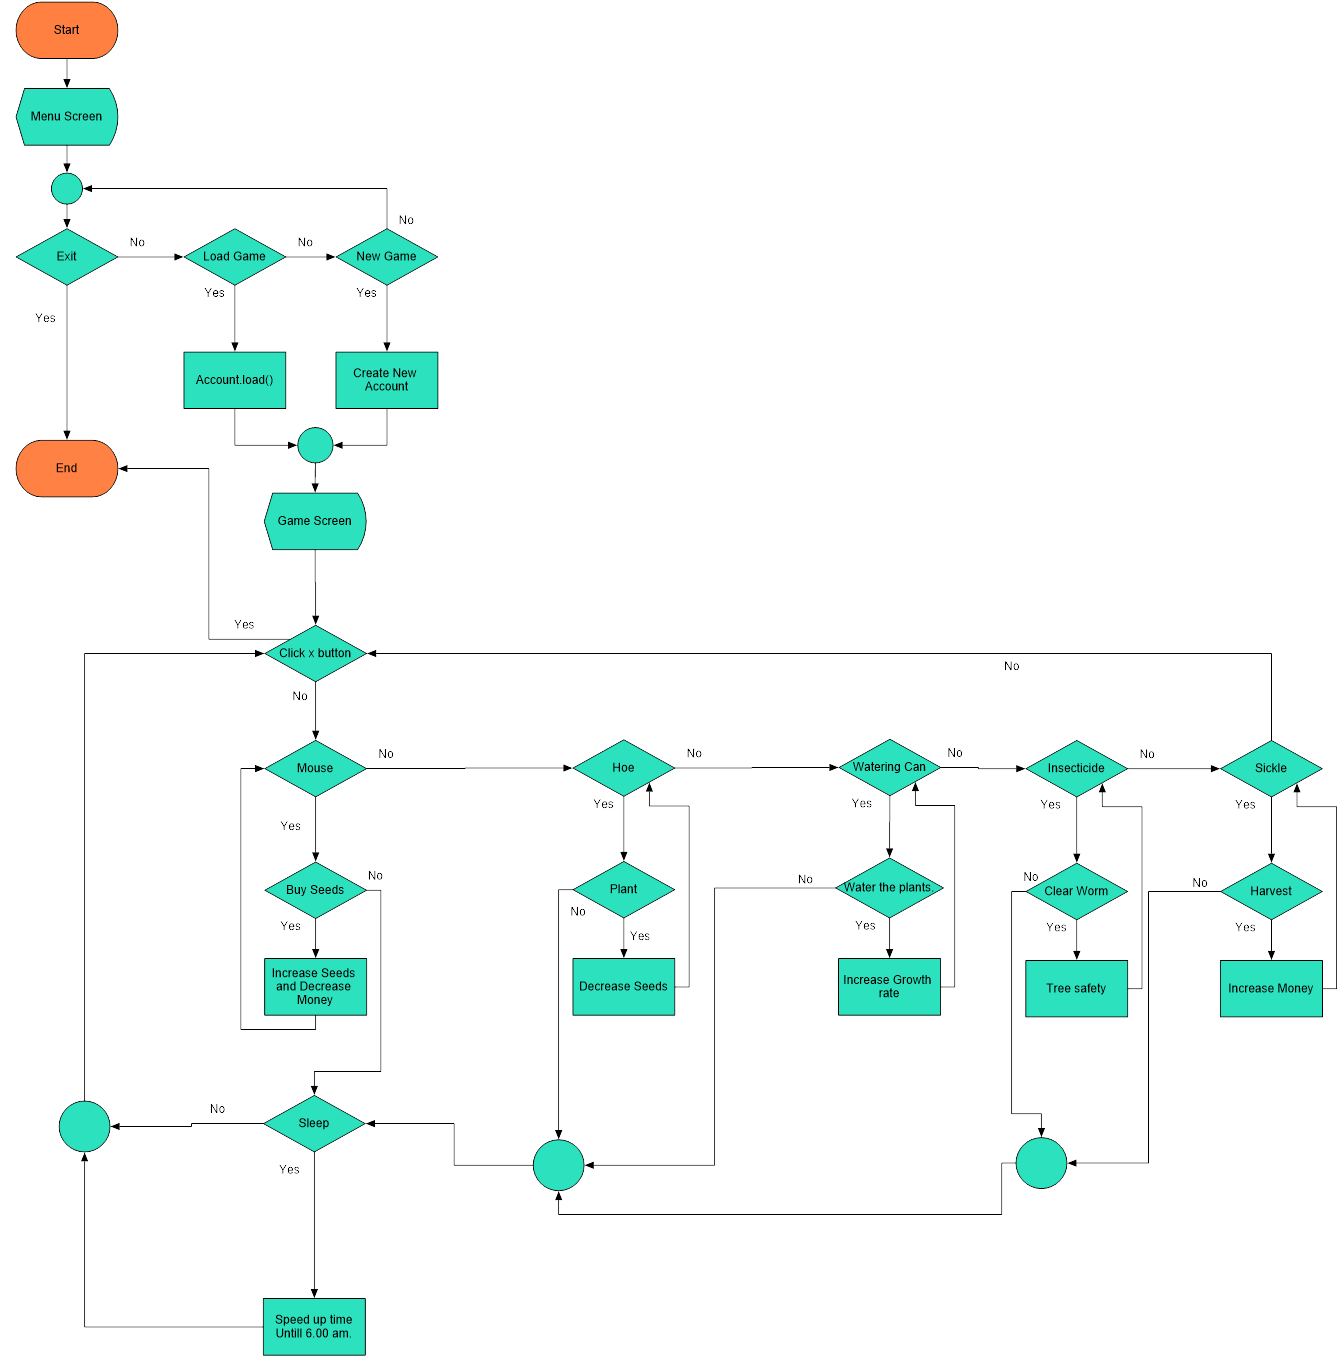 Start
Menu Screen
No
No
No
Exit
Load Game
New Game
Yes
Yes
Yes
Account.load()
Create New
Account
End
Game Screen
Yes
Click x button
No
No
Mouse
No
Hoe
No
Watering Can
No
Insecticide
No
Sickle
Yes
Yes
Yes
Yes
Yes
Buy Seeds
No
Plant
No
Water the plants.
No
Clear Worm
No
Harvest
No
Yes
Yes
Yes
Yes
Yes
Increase Seeds
and Decrease
Money
Decrease Seeds
Increase Growth
rate
Tree safety
Increase Money
No
Sleep
Yes
Speed up time
Untill 6.00 am.